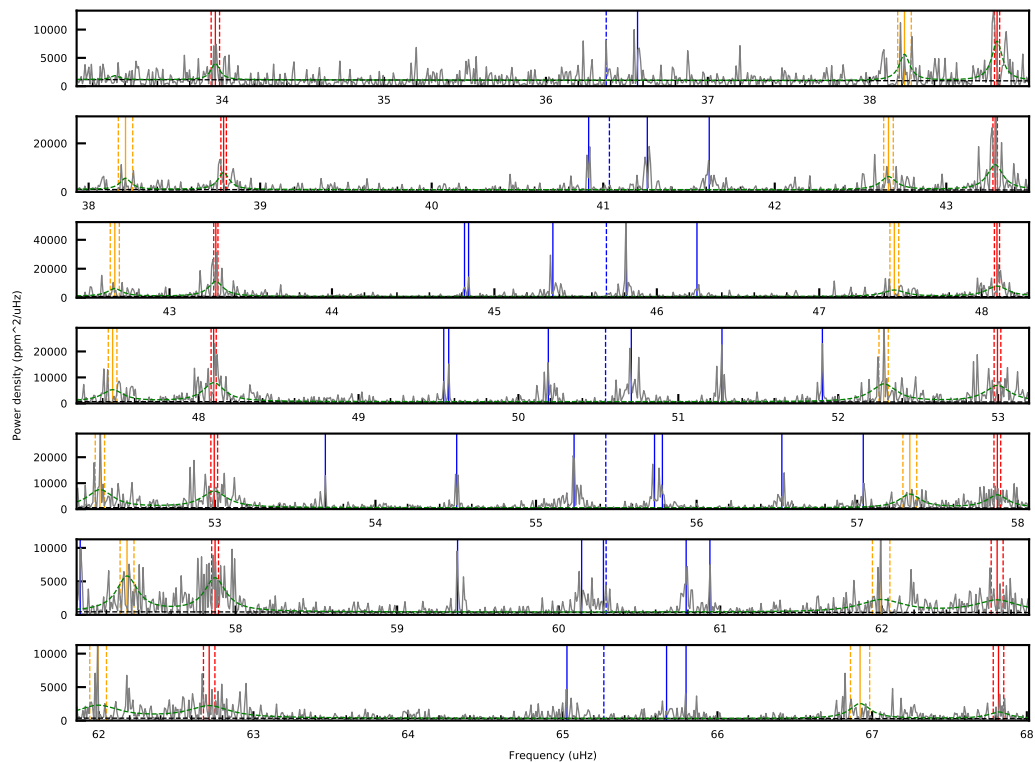 10000
5000
0
34 35 36 37 38
20000
0
38 39 40 41 42 43
40000
20000
0
43 44 45 46 47 48
Power density (ppm^2/uHz)
20000
10000
0
48 49 50 51 52 53
20000
10000
0
53 54 55 56 57 58
10000
5000
0
58 59 60 61 62
10000
5000
0
62 63 64 65 66 67 68
Frequency (uHz)